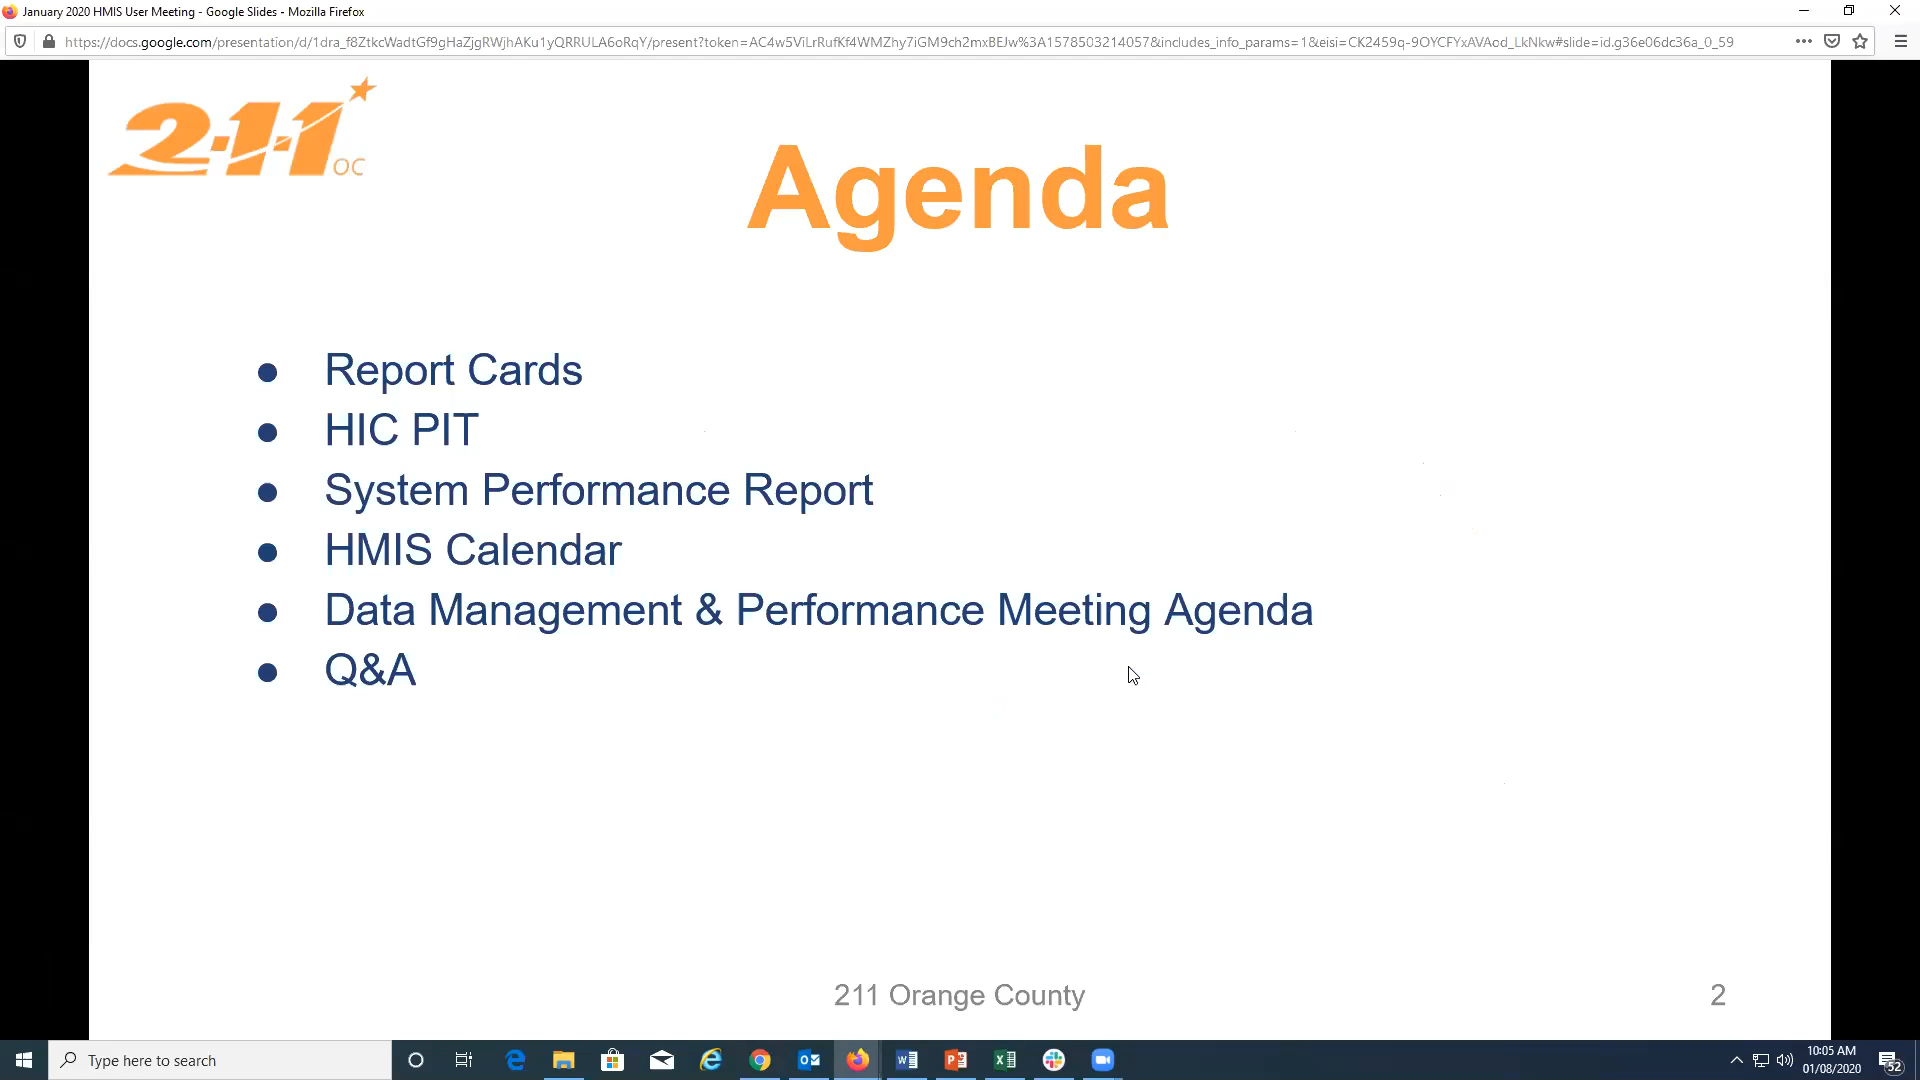 January 2020 HMIS User Meeting - Google Slides - Mozilla Firefox
https://docs.google.com/presentation/d/1dra_f8ZtkcWadtGf9gHaZjgRWjhAKu1yQRRULA6oRqY/present?token=AC4w5ViLrRufKf4WMZhy7iGM9ch2mxBEJw%3A1578503214057&includes_info_params=1&eisi=CK2459q-9OYCFYxAVAod_LkNkw#slide=id.g36e06dc36a_0_59
2-1-1 OC
Agenda
● Report Cards
● HIC PIT
● System Performance Report
● HMIS Calendar
● Data Management & Performance Meeting Agenda
● Q&A
211 Orange County
2
Type here to search
10:05 AM
01/08/2020
52